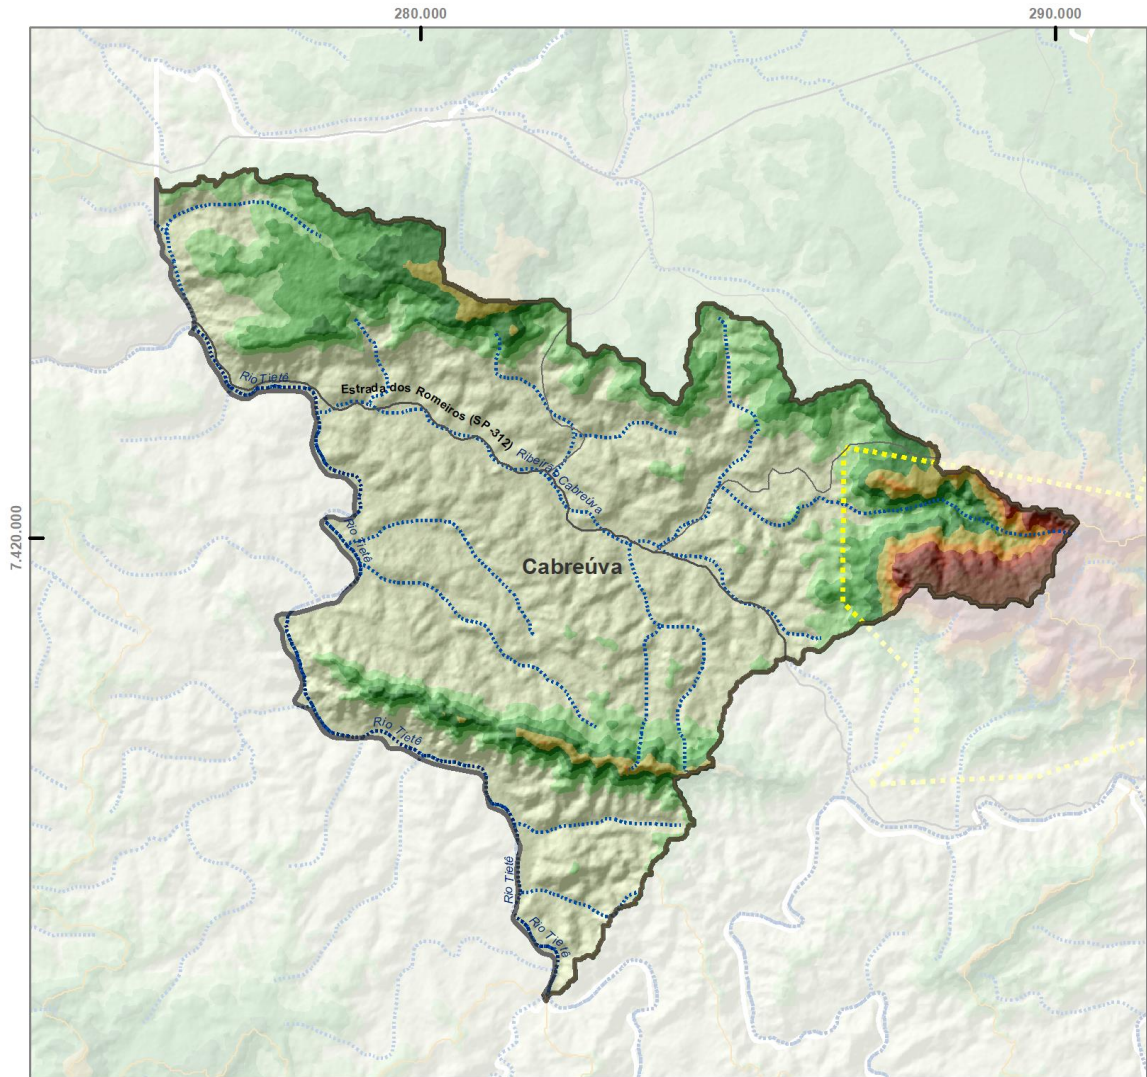 280.000
290.000
Rio Tietê
Estrada dos Romeiros (SP-312)
Ribeirão Cabreúva
7.420.000
Rio Tietê
Cabreúva
Rio Tietê
Rio Tietê
Rio Tietê